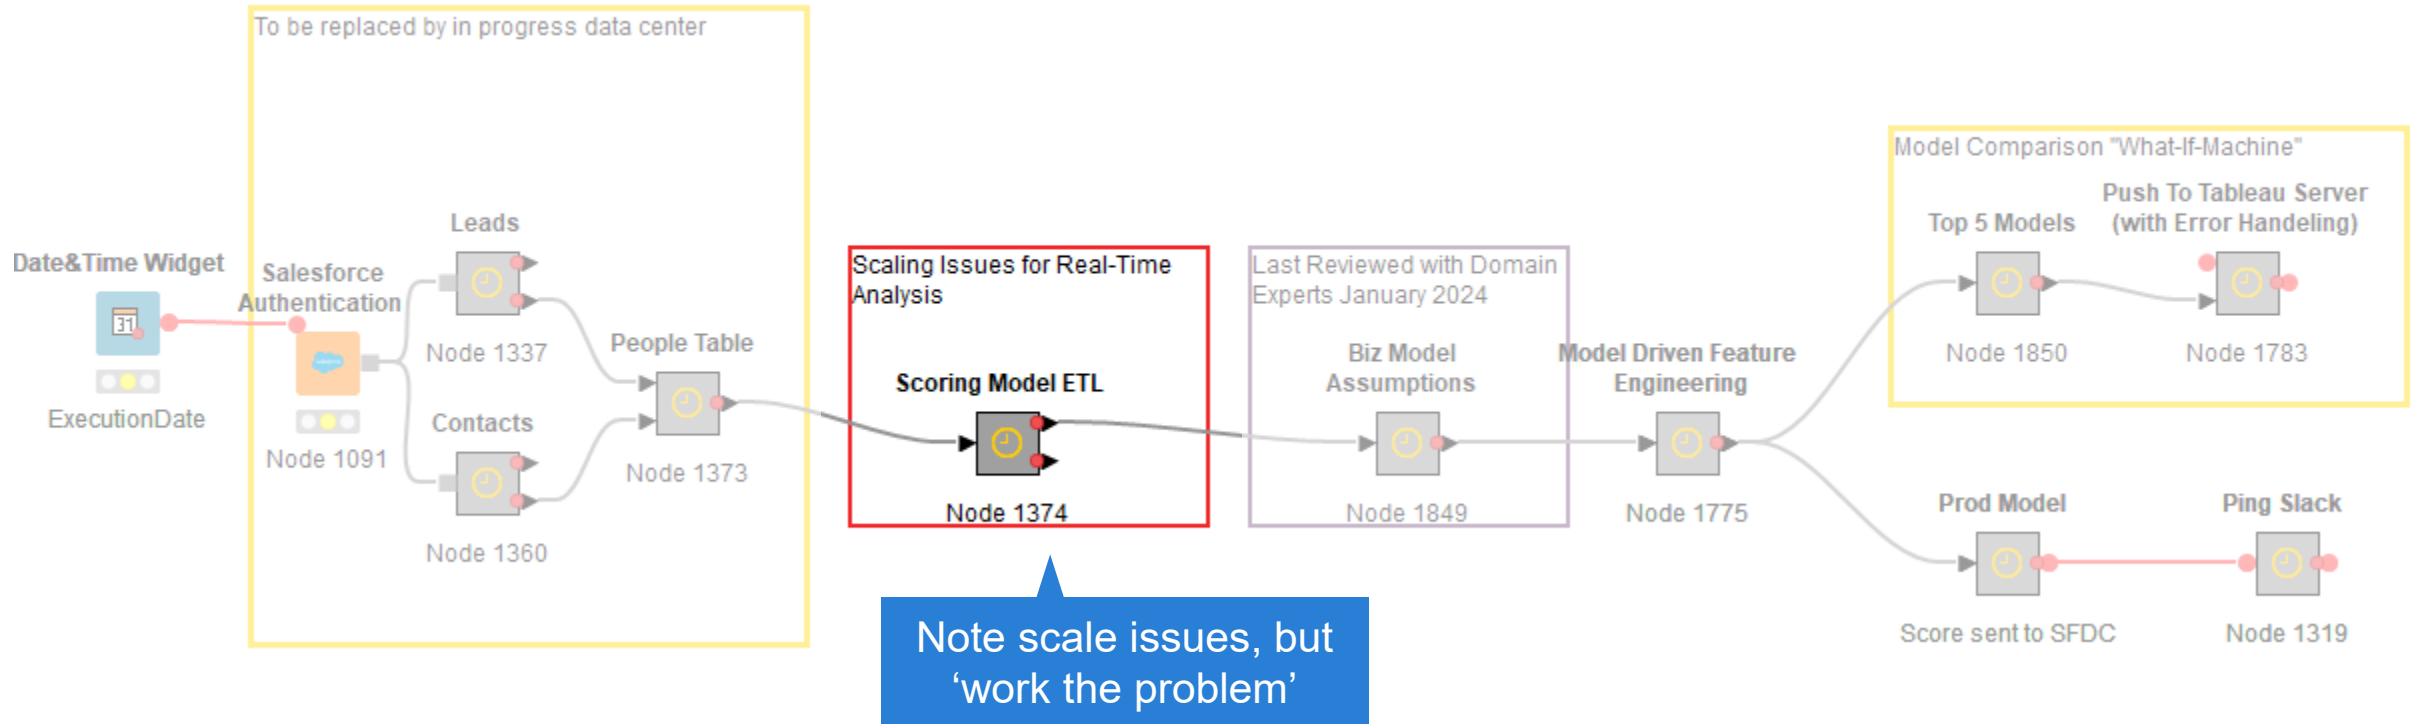 To be replaced by in progress data center
Date&Time Widget
31
ExecutionDate
Salesforce
Authentication
Node 1091
Leads
Node 1337
Contacts
Node 1360
People Table
Node 1373
Scaling Issues for Real-Time
Analysis
Scoring Model ETL
Node 1374
Last Reviewed with Domain
Experts January 2024
Biz Model
Assumptions
Node 1849
Model Driven Feature
Engineering
Node 1775
Model Comparison "What-If-Machine"
Top 5 Models
Node 1850
Push To Tableau Server
(with Error Handeling)
Node 1783
Prod Model
Score sent to SFDC
Ping Slack
Node 1319
Note scale issues, but
‘work the problem’